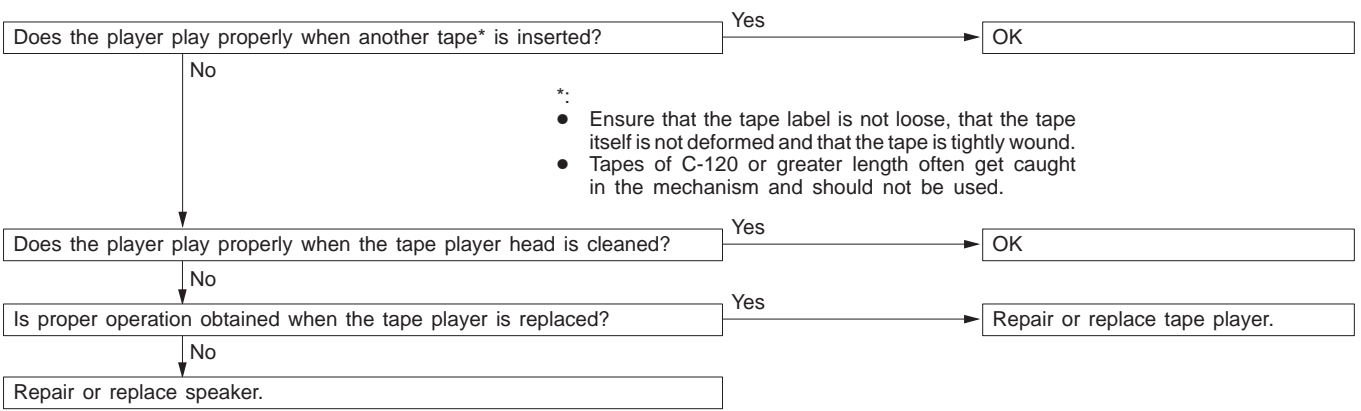 Does the player play properly when another tape* is inserted?
Yes
OK
No
*:
● Ensure that the tape label is not loose, that the tape
itself is not deformed and that the tape is tightly wound.
● Tapes of C-120 or greater length often get caught
in the mechanism and should not be used.
Does the player play properly when the tape player head is cleaned?
Yes
OK
No
Is proper operation obtained when the tape player is replaced?
Yes
Repair or replace tape player.
No
Repair or replace speaker.